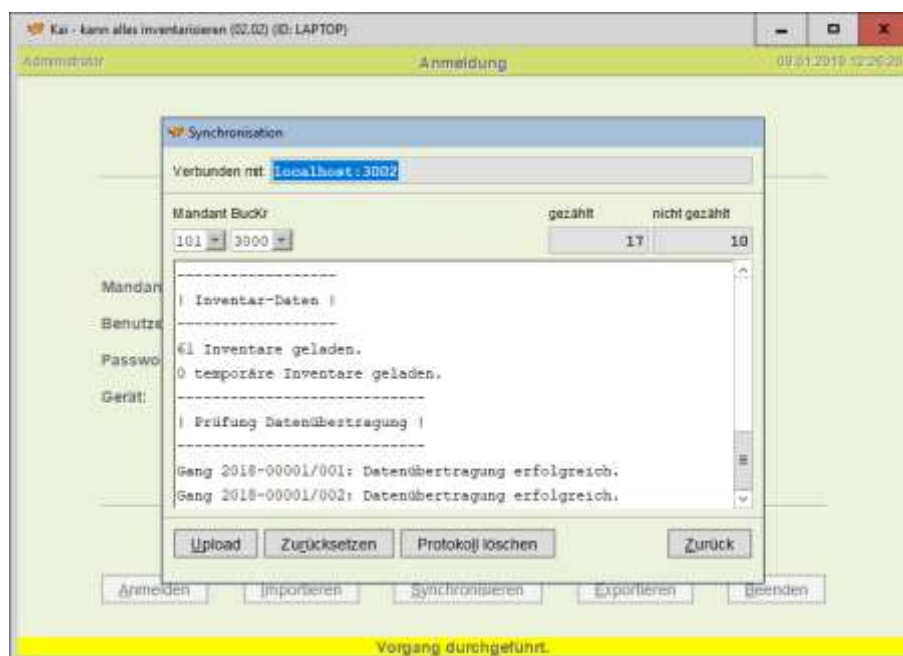 Kai - kann alles inventarisieren (02.02) (ID: LAPTOP)
Administrator Anmeldung 09.01.2019 12:26:20
Synchronisation
Verbunden mit localhost:3002
Mandant BucKr gezählt nicht gezählt
101 3000 17 10
------------------
| Inventar-Daten |
------------------
61 Inventare geladen.
0 temporäre Inventare geladen.
----------------------------
| Prüfung Datenübertragung |
----------------------------
Gang 2018-00001/001: Datenübertragung erfolgreich.
Gang 2018-00001/002: Datenübertragung erfolgreich.
Mandan
Benutze
Passwo
Gerät:
Upload Zurücksetzen Protokoll löschen Zurück
Anmelden Importieren Synchronisieren Exportieren Beenden
Vorgang durchgeführt.